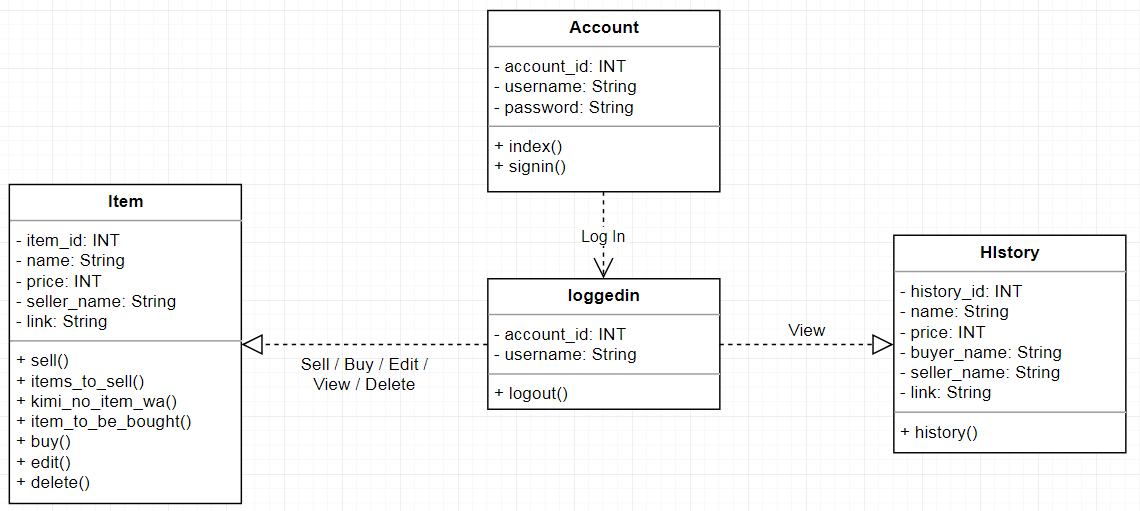 Account
- account_id: INT
- username: String
- password: String
+ index()
+ signin()
Log In
Item
- item_id: INT
- name: String
- price: INT
- seller_name: String
- link: String
+ sell()
+ items_to_sell()
+ kimi_no_item_wa()
+ item_to_be_bought()
+ buy()
+ edit()
+ delete()
Sell / Buy / Edit /
View / Delete
loggedin
- account_id: INT
- username: String
+ logout()
View
HIstory
- history_id: INT
- name: String
- price: INT
- buyer_name: String
- seller_name: String
- link: String
+ history()